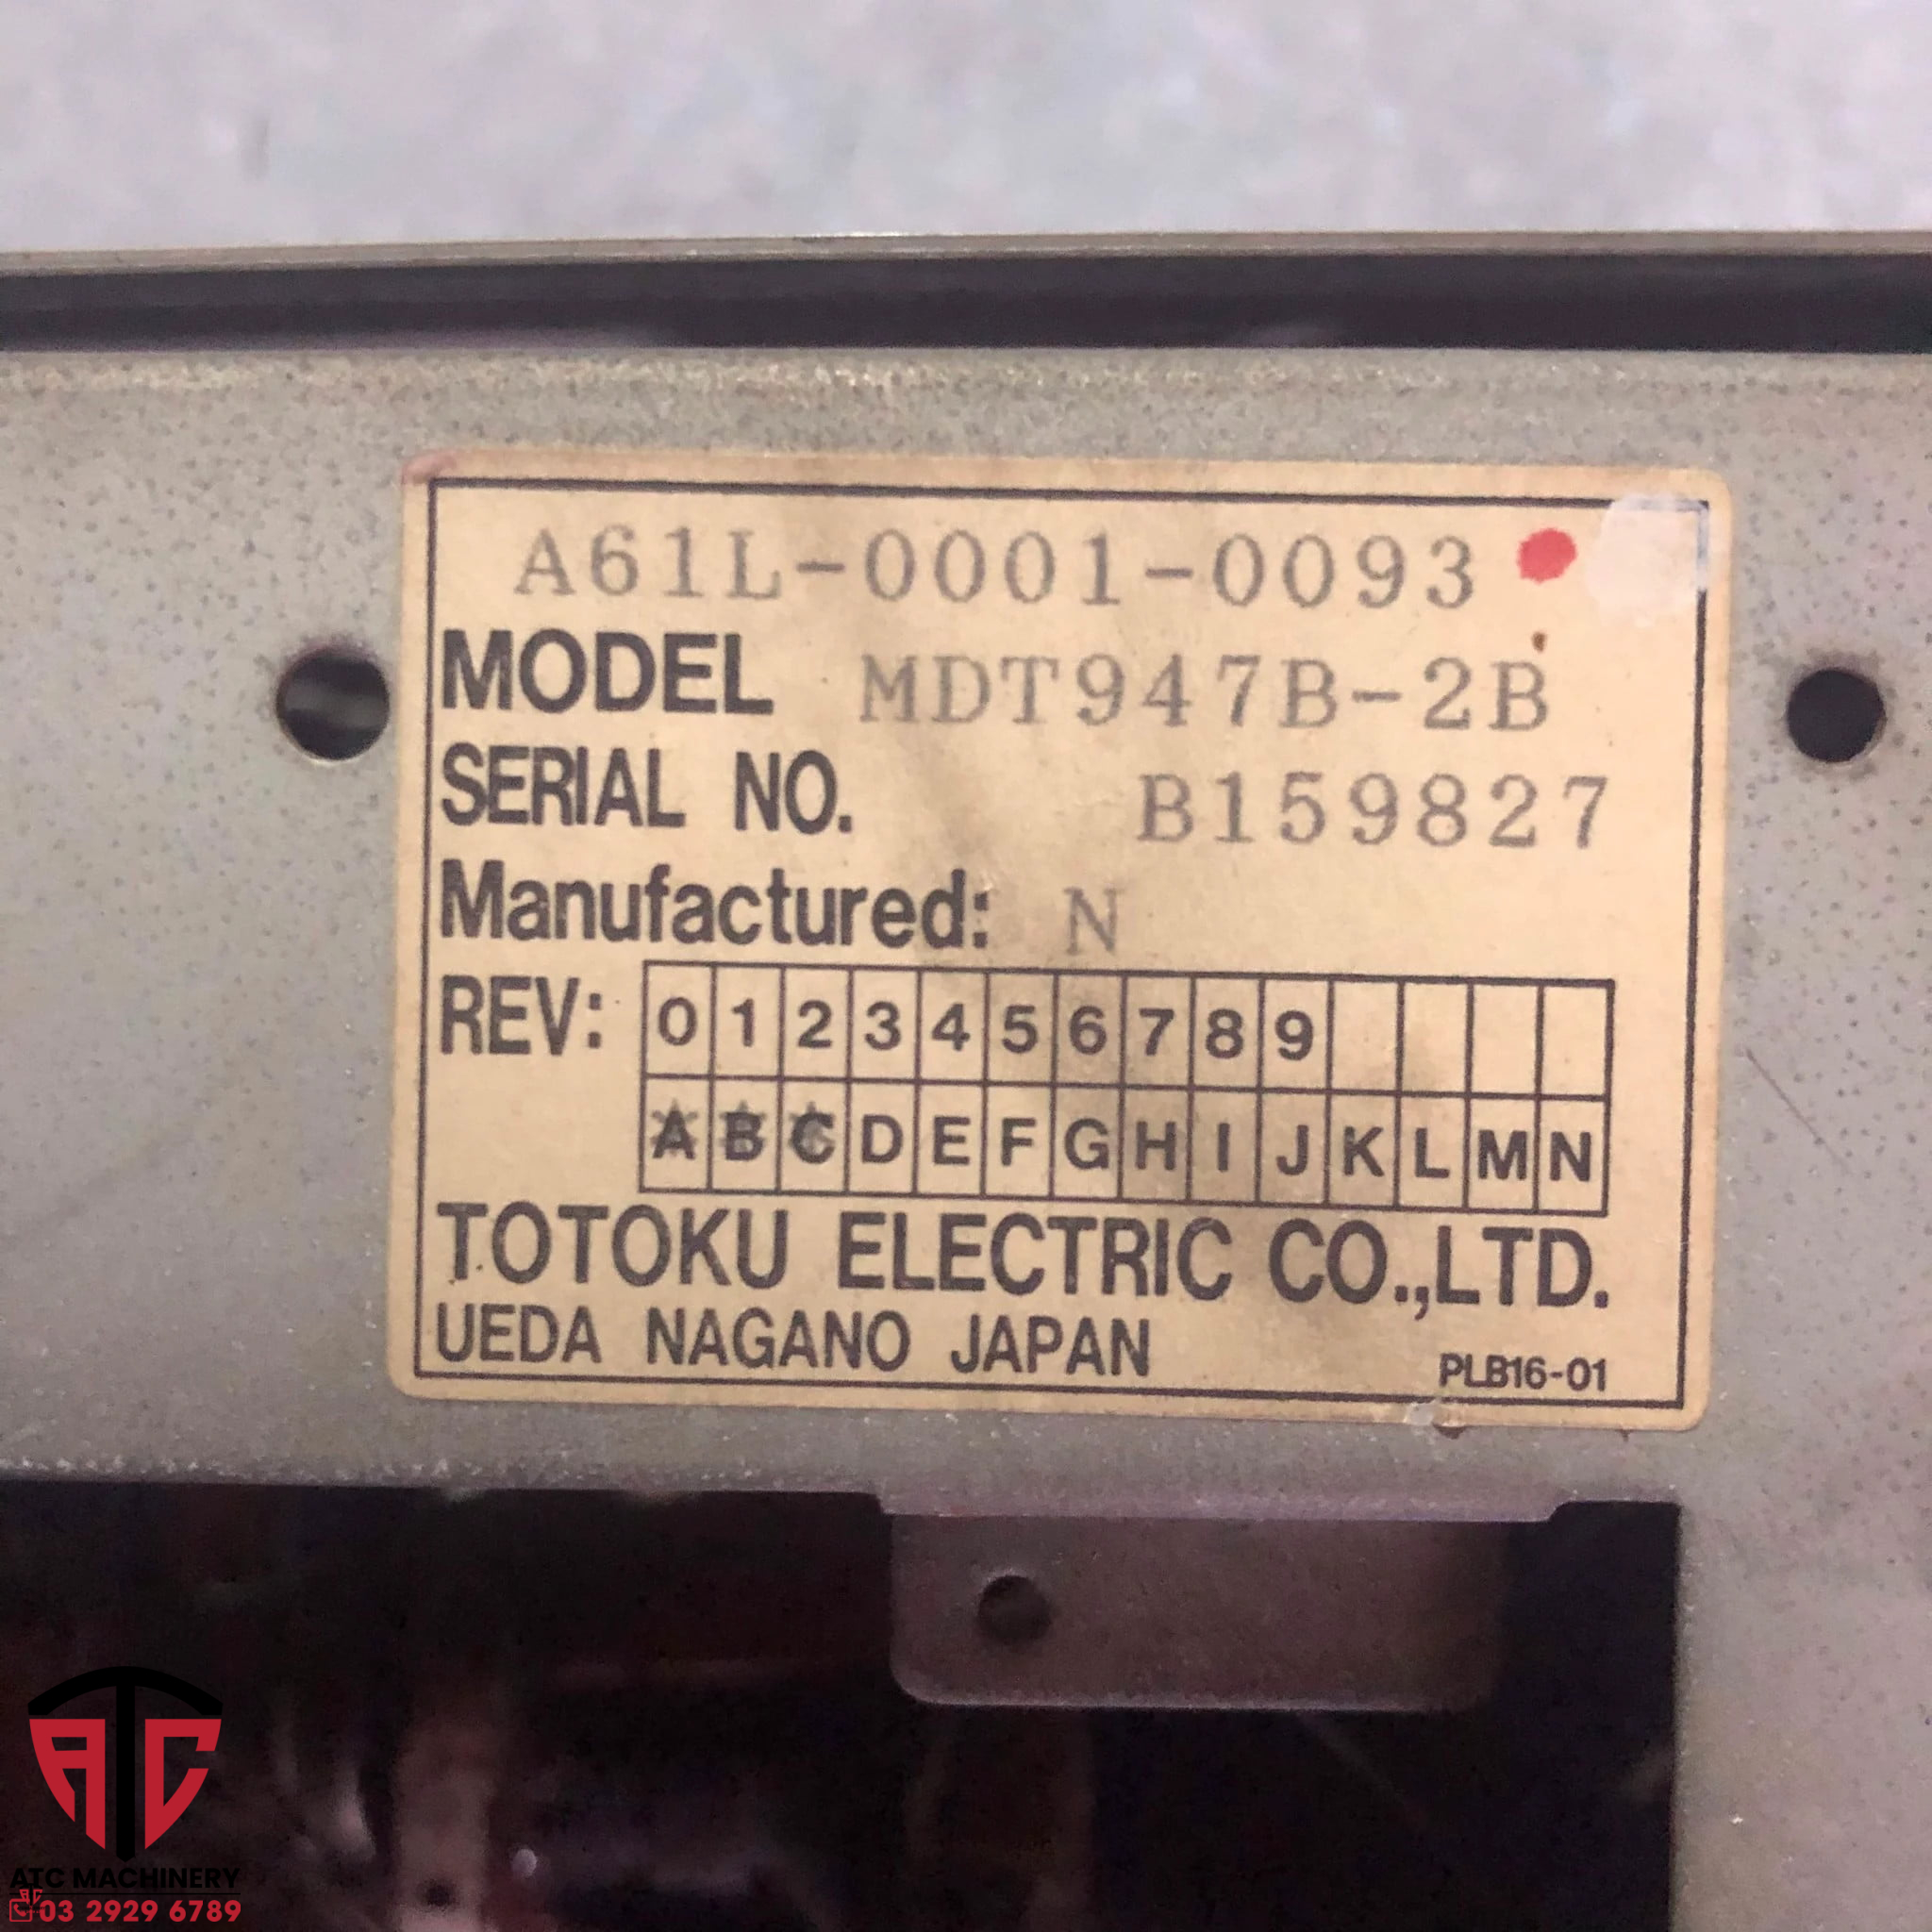 A61L-0001-0093
MODEL MDT947B-2B
SERIAL NO. B159827
Manufactured: N
REV: 0 1 2 3 4 5 6 7 8 9
A B C D E F G H I J K L M N
TOTOKU ELECTRIC CO.,LTD.
UEDA NAGANO JAPAN
PLB16-01
ATC
ATC MACHINERY
03 2929 6789